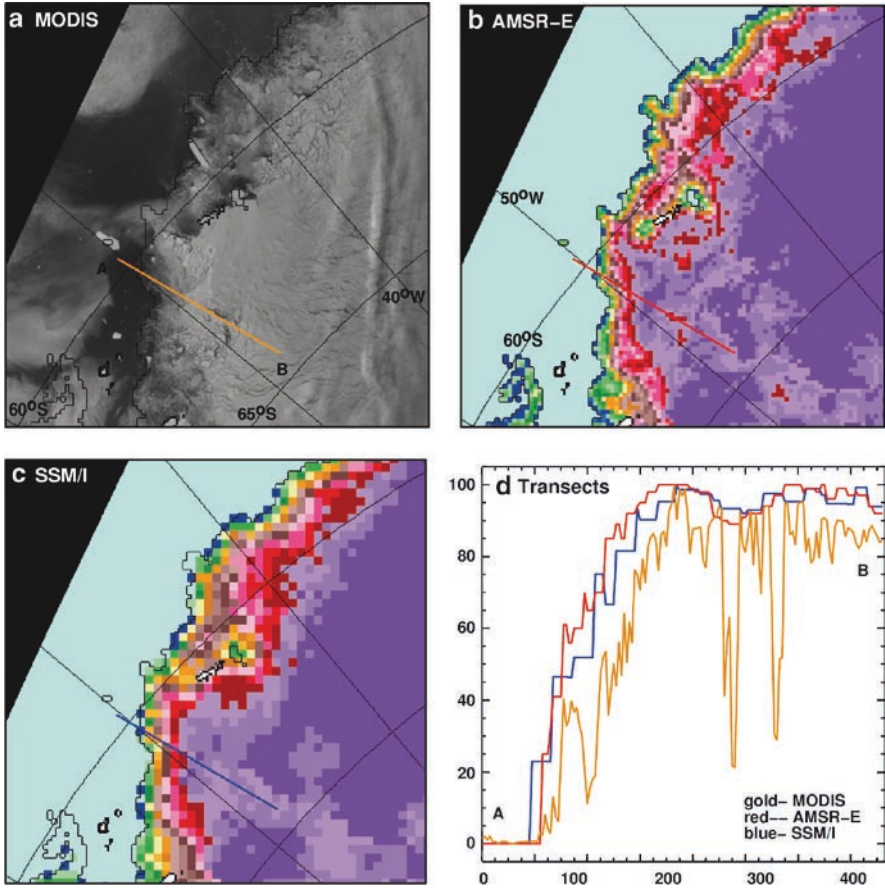 a MODIS
A
B
40°W
60°S
65°S
b AMSR-E
50°W
60°S
c SSM/I
d Transects
100
80
60
40
20
0
A
B
gold- MODIS
red-- AMSR-E
blue- SSM/I
0 100 200 300 400